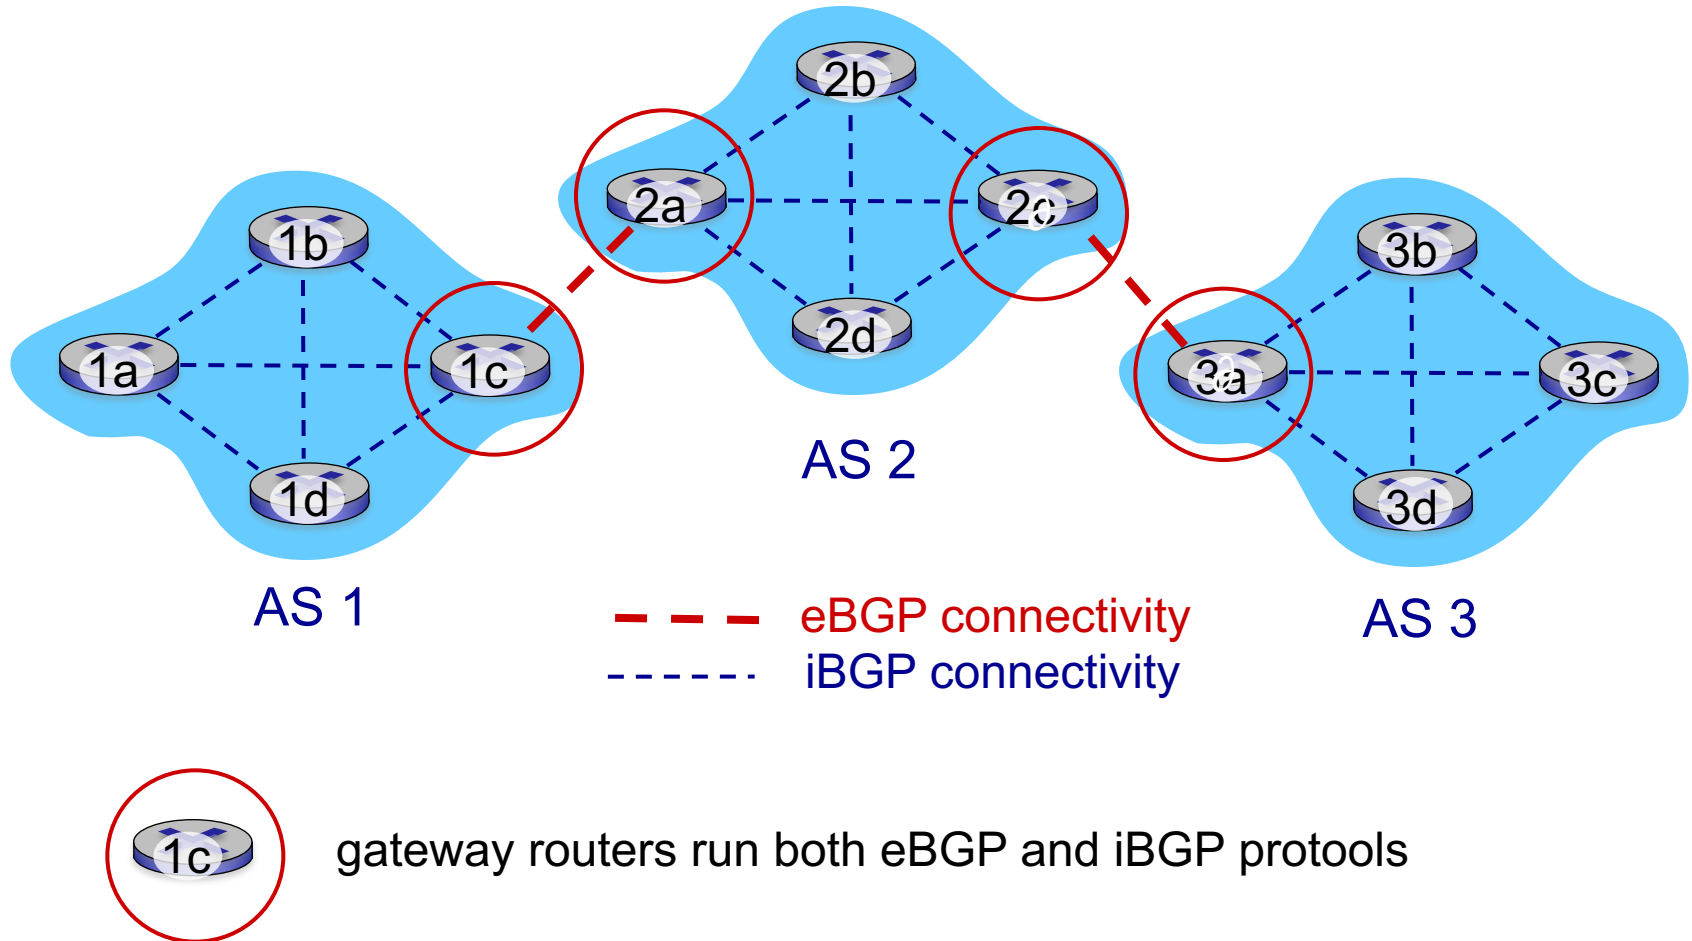 2b
2a
2c
1b
3b
2d
1a
1c
3a
3c
AS 2
1d
3d
AS 1
eBGP connectivity
AS 3
iBGP connectivity
1c
gateway routers run both eBGP and iBGP protools